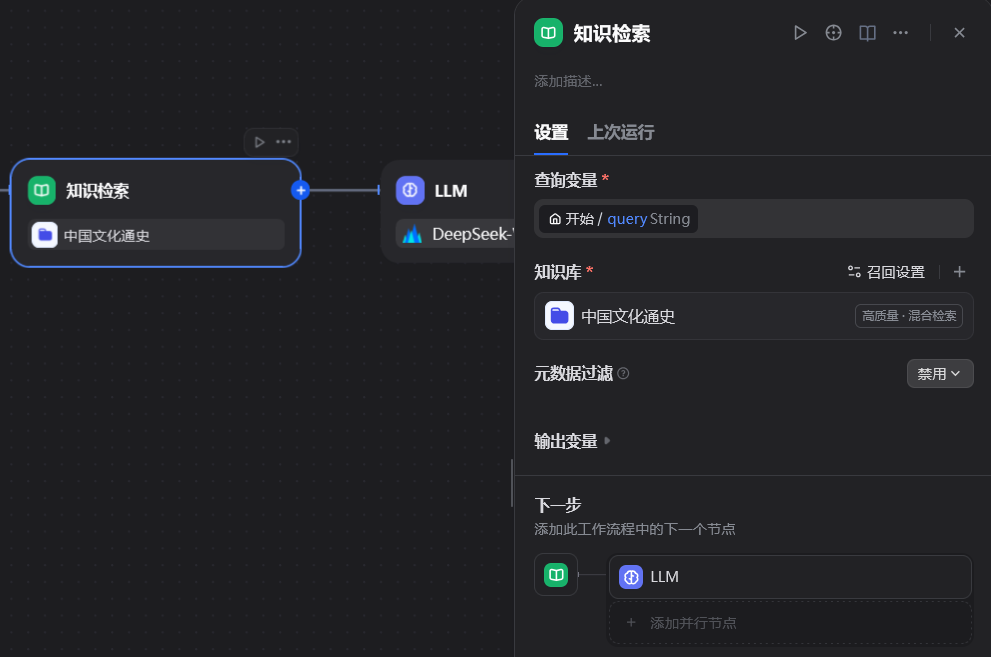 知识检索
中国文化通史
LLM
DeepSeek-
知识检索
添加描述...
设置 上次运行
查询变量 *
开始 / query String
知识库 * 召回设置
中国文化通史 高质量 · 混合检索
元数据过滤 禁用
输出变量
下一步
添加此工作流程中的下一个节点
LLM
添加并行节点